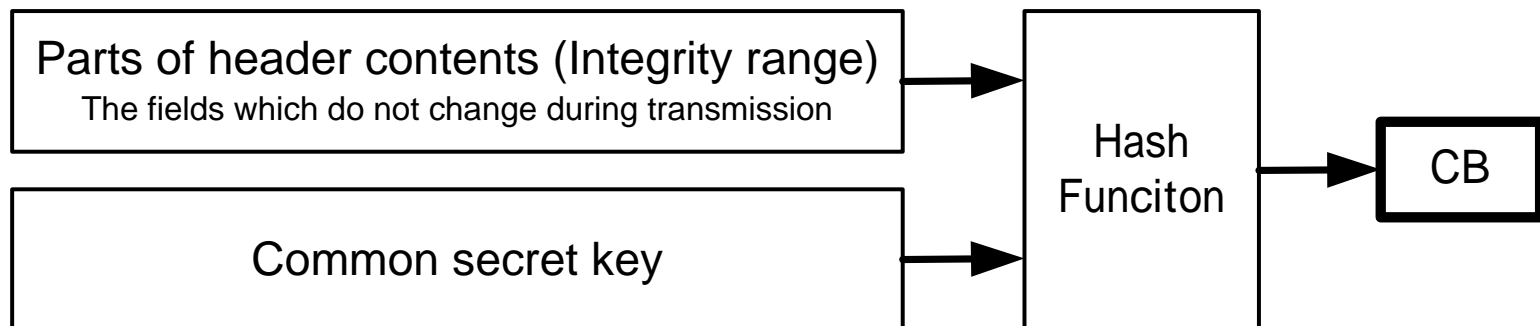 Parts of header contents (Integrity range)
The fields which do not change during transmission
Common secret key
Hash
Funciton
CB